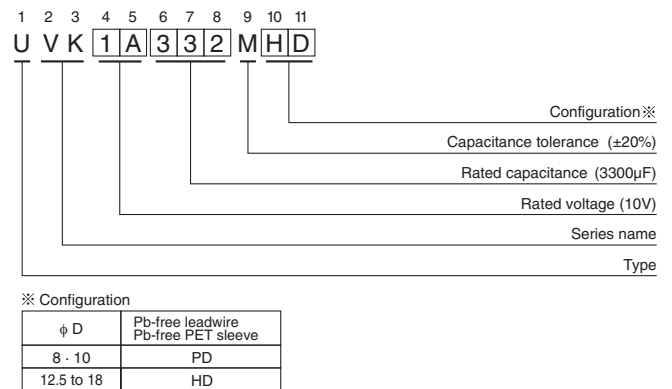 1 2 3 4 5 6 7 8 9 10 11
U V K 1 A 3 3 2 M H D
Configuration※
Capacitance tolerance (±20%)
Rated capacitance (3300µF)
Rated voltage (10V)
Series name
Type
※ Configuration
ϕ D
Pb-free leadwire
Pb-free PET sleeve
8 · 10 PD
12.5 to 18 HD